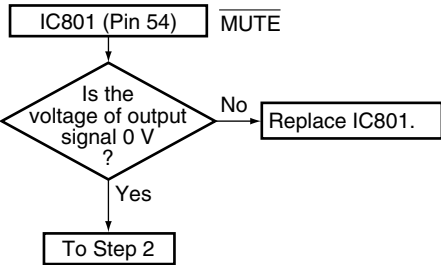 IC801 (Pin 54) MUTE
Is the
voltage of output
signal 0 V
?
No
Replace IC801.
Yes
To Step 2